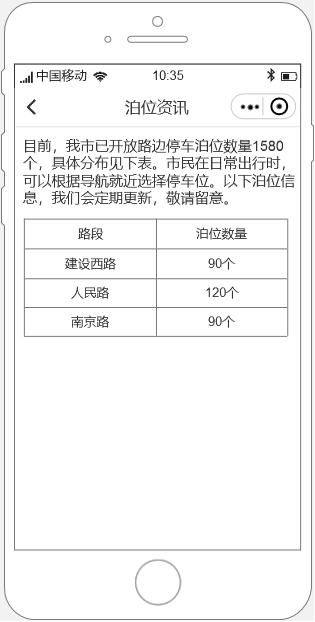 中国移动 10:35
泊位资讯
目前，我市已开放路边停车泊位数量1580
个，具体分布见下表。市民在日常出行时，
可以根据导航就近选择停车位。以下泊位信
息，我们会定期更新，敬请留意。
路段 泊位数量
建设西路 90个
人民路 120个
南京路 90个